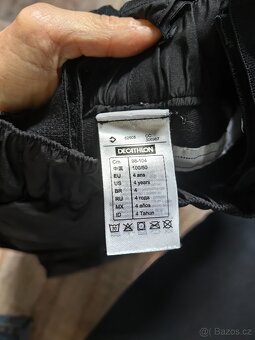 DECATHLON
Cm 98-104
中国 100/50
EU 4 ans
US 4 years
BR 4
RU 4 года
MX 4 años
ID 4 Tahun
Bazos.cz